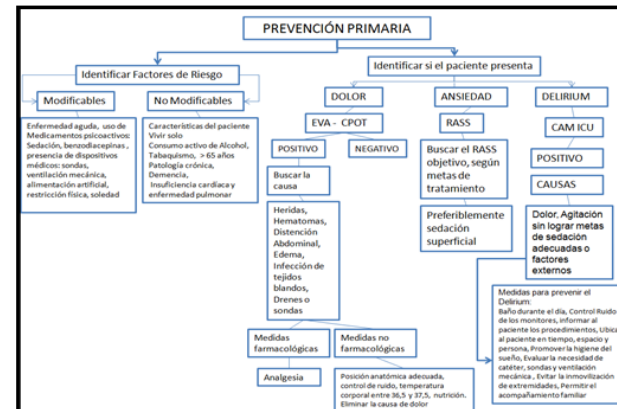 PREVENCIÓN PRIMARIA
Identificar Factores de Riesgo
Modificables
No Modificables
Enfermedad aguda, uso de
Medicamentos psicoactivos:
Sedación, benzodiacepinas ,
presencia de dispositivos
médicos: sondas,
ventilación mecánica,
alimentación artificial,
restricción física, soledad
Características del paciente
Vivir solo
Consumo activo de Alcohol,
Tabaquismo, > 65 años
Patología crónica,
Demencia,
Insuficiencia cardíaca y
enfermedad pulmonar
Identificar si el paciente presenta
DOLOR
EVA - CPOT
POSITIVO
NEGATIVO
Buscar la
causa
Heridas,
Hematomas,
Distención
Abdominal,
Edema,
Infección de
tejidos
blandos,
Drenes o
sondas
Medidas
farmacológicas
Analgesia
Medidas no
farmacológicas
Posición anatómica adecuada,
control de ruido, temperatura
corporal entre 36,5 y 37,5, nutrición.
Eliminar la causa de dolor
ANSIEDAD
RASS
Buscar el RASS
objetivo, según
metas de
tratamiento
Preferiblemente
sedación
superficial
DELIRIUM
CAM ICU
POSITIVO
CAUSAS
Dolor, Agitación
sin lograr metas
de sedación
adecuadas o
factores
externos
Medidas para prevenir el
Delirium:
Baño durante el día, Control Ruido
de los monitores, informar al
paciente los procedimientos, Ubica
al paciente en tiempo, espacio y
persona, Promover la higiene del
sueño, Evaluar la necesidad de
catéter, sondas y ventilación
mecánica , Evitar la inmovilización
de extremidades, Permitir el
acompañamiento familiar